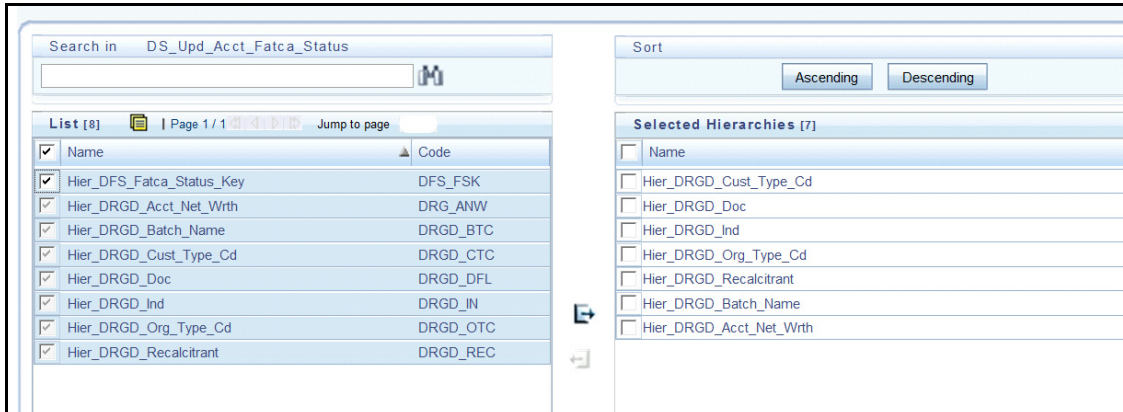 Search in DS_Upd_Acct_Fatca_Status
List [8] | Page 1 / 1 Jump to page
Name Code
Hier_DFS_Fatca_Status_Key DFS_FSK
Hier_DRGD_Acct_Net_Wrth DRG_ANW
Hier_DRGD_Batch_Name DRGD_BTC
Hier_DRGD_Cust_Type_Cd DRGD_CTC
Hier_DRGD_Doc DRGD_DFL
Hier_DRGD_Ind DRGD_IN
Hier_DRGD_Org_Type_Cd DRGD_OTC
Hier_DRGD_Recalcitrant DRGD_REC
Sort
Ascending Descending
Selected Hierarchies [7]
Name
Hier_DRGD_Cust_Type_Cd
Hier_DRGD_Doc
Hier_DRGD_Ind
Hier_DRGD_Org_Type_Cd
Hier_DRGD_Recalcitrant
Hier_DRGD_Batch_Name
Hier_DRGD_Acct_Net_Wrth